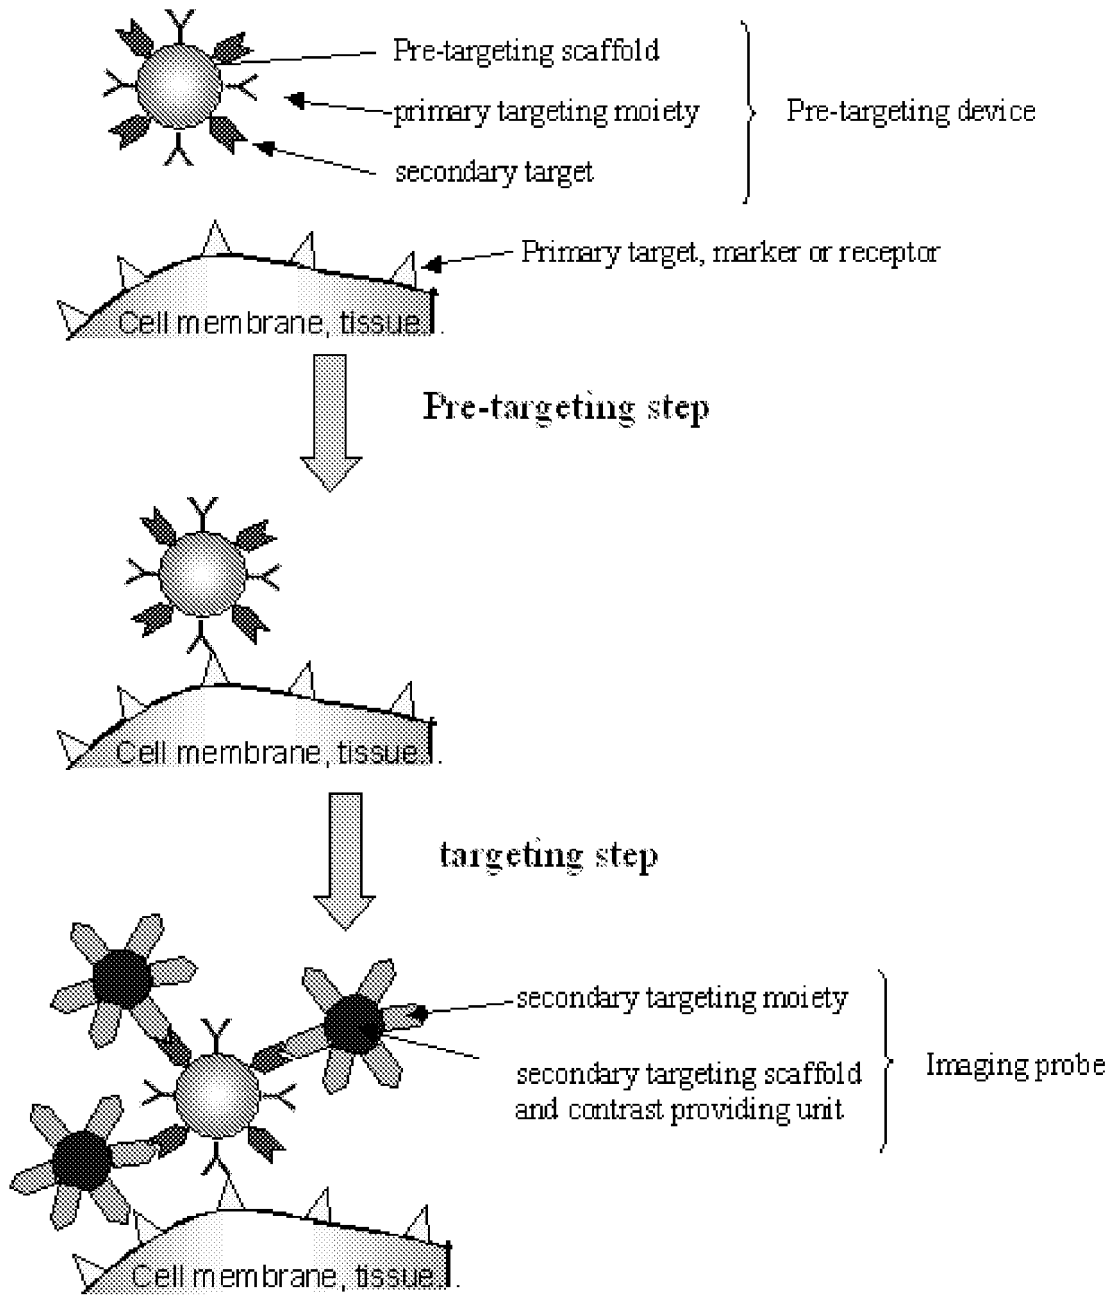 Pre-targeting scaffold
primary targeting moiety
Pre-targeting device
secondary target
Primary target, marker or receptor
Cell membrane, tissue...
Pre-targeting step
Cell membrane, tissue...
targeting step
secondary targeting moiety
secondary targeting scaffold
and contrast providing unit
Imaging probe
Cell membrane, tissue...